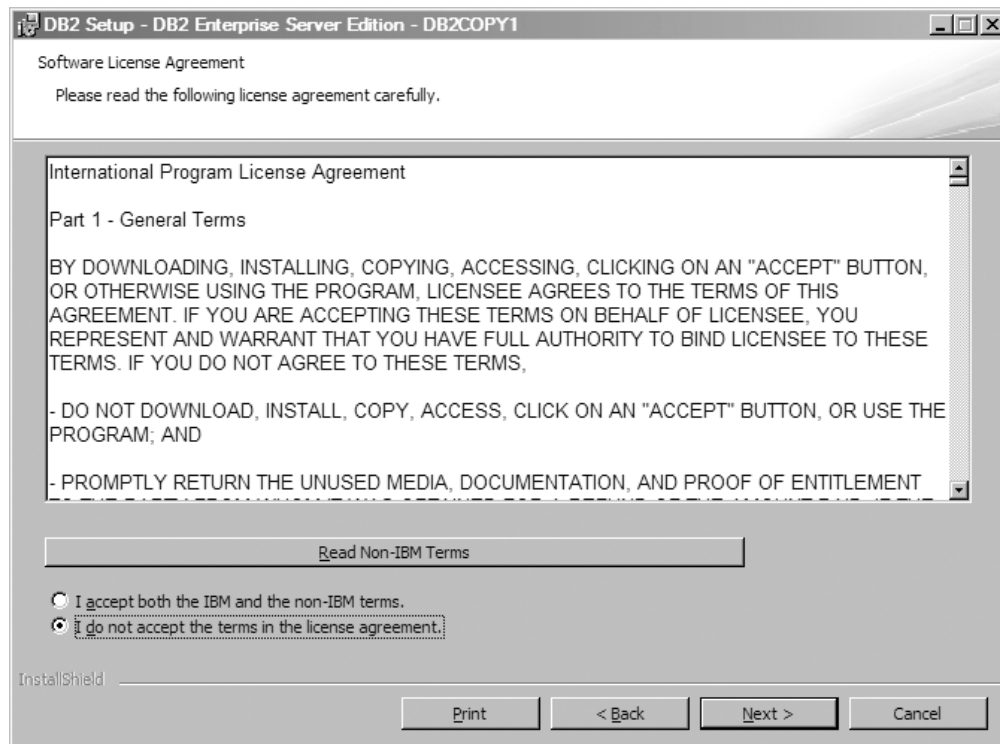 DB2 Setup - DB2 Enterprise Server Edition - DB2COPY1
Software License Agreement
Please read the following license agreement carefully.
International Program License Agreement
Part 1 - General Terms
BY DOWNLOADING, INSTALLING, COPYING, ACCESSING, CLICKING ON AN "ACCEPT" BUTTON,
OR OTHERWISE USING THE PROGRAM, LICENSEE AGREES TO THE TERMS OF THIS
AGREEMENT. IF YOU ARE ACCEPTING THESE TERMS ON BEHALF OF LICENSEE, YOU
REPRESENT AND WARRANT THAT YOU HAVE FULL AUTHORITY TO BIND LICENSEE TO THESE
TERMS. IF YOU DO NOT AGREE TO THESE TERMS,
- DO NOT DOWNLOAD, INSTALL, COPY, ACCESS, CLICK ON AN "ACCEPT" BUTTON, OR USE THE
PROGRAM; AND
- PROMPTLY RETURN THE UNUSED MEDIA, DOCUMENTATION, AND PROOF OF ENTITLEMENT
Read Non-IBM Terms
I accept both the IBM and the non-IBM terms.
I do not accept the terms in the license agreement.
InstallShield
Print
< Back
Next >
Cancel